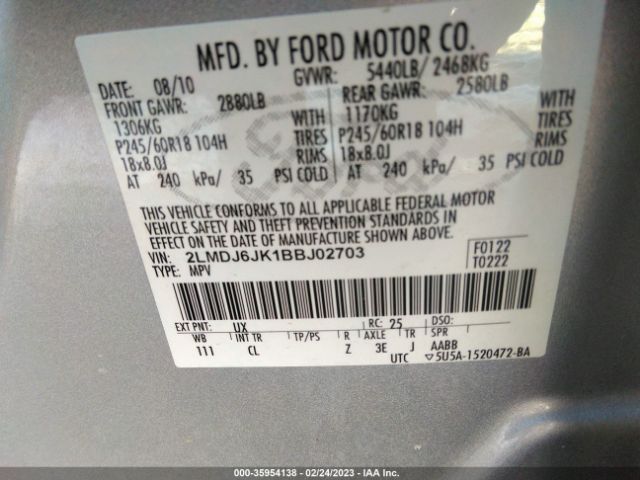 MFD. BY FORD MOTOR CO.
DATE: 08/10 GVWR: 5440LB/ 2468KG
FRONT GAWR: 2880LB REAR GAWR: 2580LB
1306KG WITH 1170KG WITH
P245/60R18 104H TIRES P245/60R18 104H TIRES
18x8.0J RIMS 18x8.0J RIMS
AT 240 kPa/ 35 PSI COLD AT 240 kPa/ 35 PSI COLD
THIS VEHICLE CONFORMS TO ALL APPLICABLE FEDERAL MOTOR
VEHICLE SAFETY AND THEFT PREVENTION STANDARDS IN
EFFECT ON THE DATE OF MANUFACTURE SHOWN ABOVE.
VIN: 2LMDJ6JK1BBJ02703 F0122
TYPE: MPV T0222
EXT PNT: UX RC: 25 DSO:
WB INT TR TP/PS R AXLE TR SPR
111 CL Z 3E J AABB
UTC ▽5U5A-1520472-BA
000-35954138 - 02/24/2023 - IAA Inc.